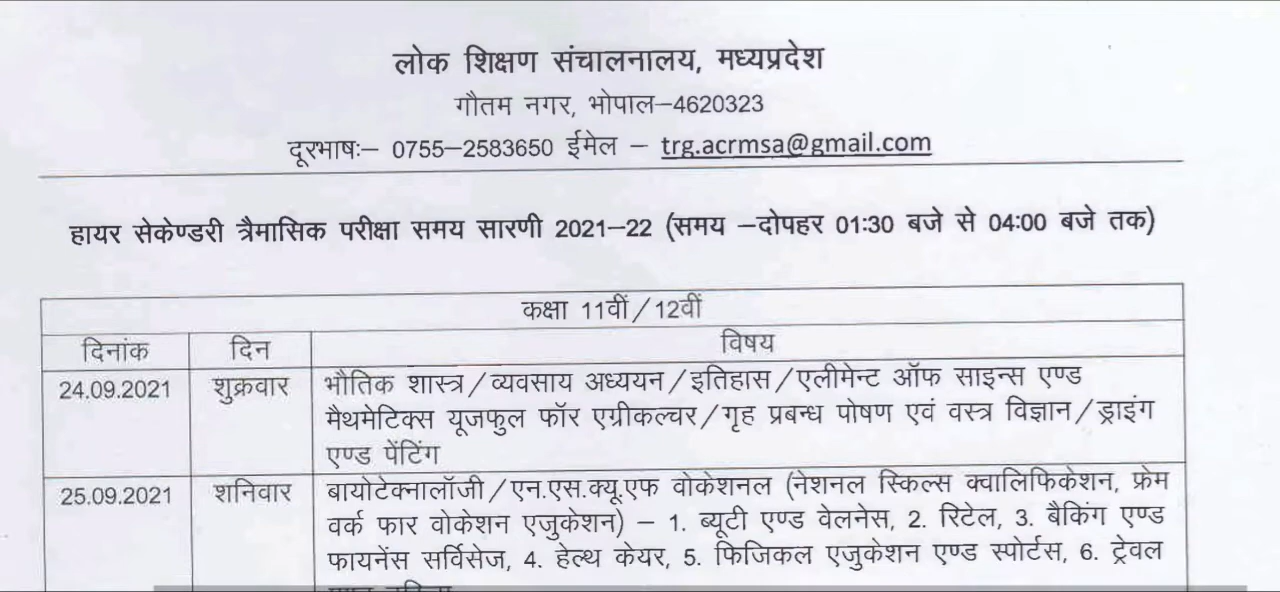 लोक शिक्षण संचालनालय, मध्यप्रदेश
गौतम नगर, भोपाल–4620323
दूरभाषः– 0755–2583650 ईमेल – trg.acrmsa@gmail.com
हायर सेकेण्डरी त्रैमासिक परीक्षा समय सारणी 2021–22 (समय –दोपहर 01:30 बजे से 04:00 बजे तक)
कक्षा 11वीं/12वीं
दिनांक दिन विषय
24.09.2021 शुक्रवार भौतिक शास्त्र/व्यवसाय अध्ययन/इतिहास/एलीमेन्ट ऑफ साइन्स एण्ड
मैथमेटिक्स यूजफुल फॉर एग्रीकल्चर/गृह प्रबन्ध पोषण एवं वस्त्र विज्ञान/ड्राइंग
एण्ड पेंटिंग
25.09.2021 शनिवार बायोटेक्नालॉजी/एन.एस.क्यू.एफ वोकेशनल (नेशनल स्किल्स क्वालिफिकेशन, फ्रेम
वर्क फार वोकेशन एजुकेशन) – 1. ब्यूटी एण्ड वेलनेस, 2. रिटेल, 3. बैकिंग एण्ड
फायनेंस सर्विसेज, 4. हेल्थ केयर, 5. फिजिकल एजुकेशन एण्ड स्पोर्टस, 6. ट्रेवल